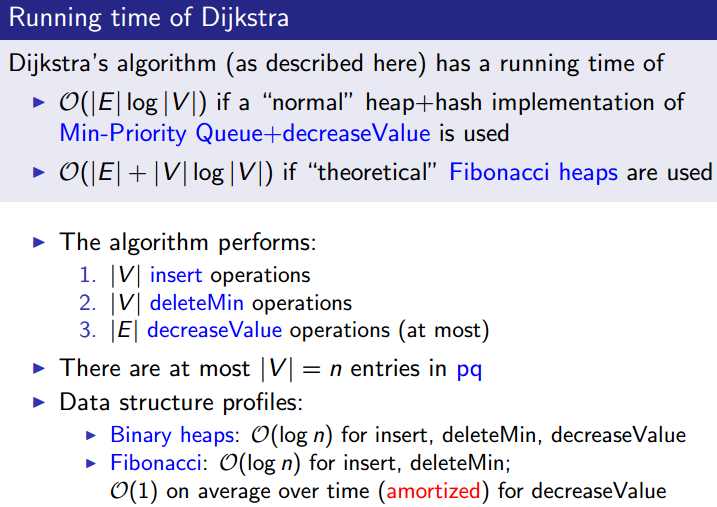 Running time of Dijkstra
Dijkstra's algorithm (as described here) has a running time of
▶ O(|E| log |V|) if a "normal" heap+hash implementation of
Min-Priority Queue+decreaseValue is used
▶ O(|E| + |V| log |V|) if "theoretical" Fibonacci heaps are used
▶ The algorithm performs:
1. |V| insert operations
2. |V| deleteMin operations
3. |E| decreaseValue operations (at most)
▶ There are at most |V| = n entries in pq
▶ Data structure profiles:
▶ Binary heaps: O(log n) for insert, deleteMin, decreaseValue
▶ Fibonacci: O(log n) for insert, deleteMin;
O(1) on average over time (amortized) for decreaseValue